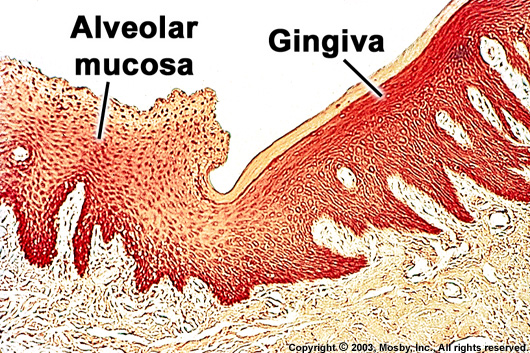 Alveolar
mucosa
Gingiva
Copyright © 2003, Mosby, Inc., All rights reserved.